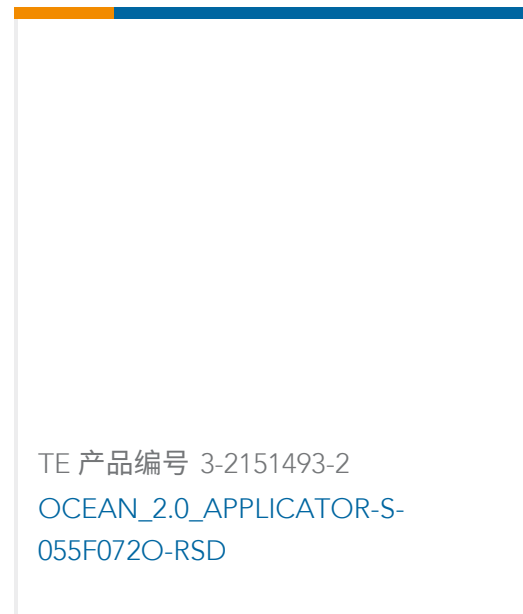 TE 产品编号 3-2151493-2
OCEAN_2.0_APPLICATOR-S-
055F072O-RSD